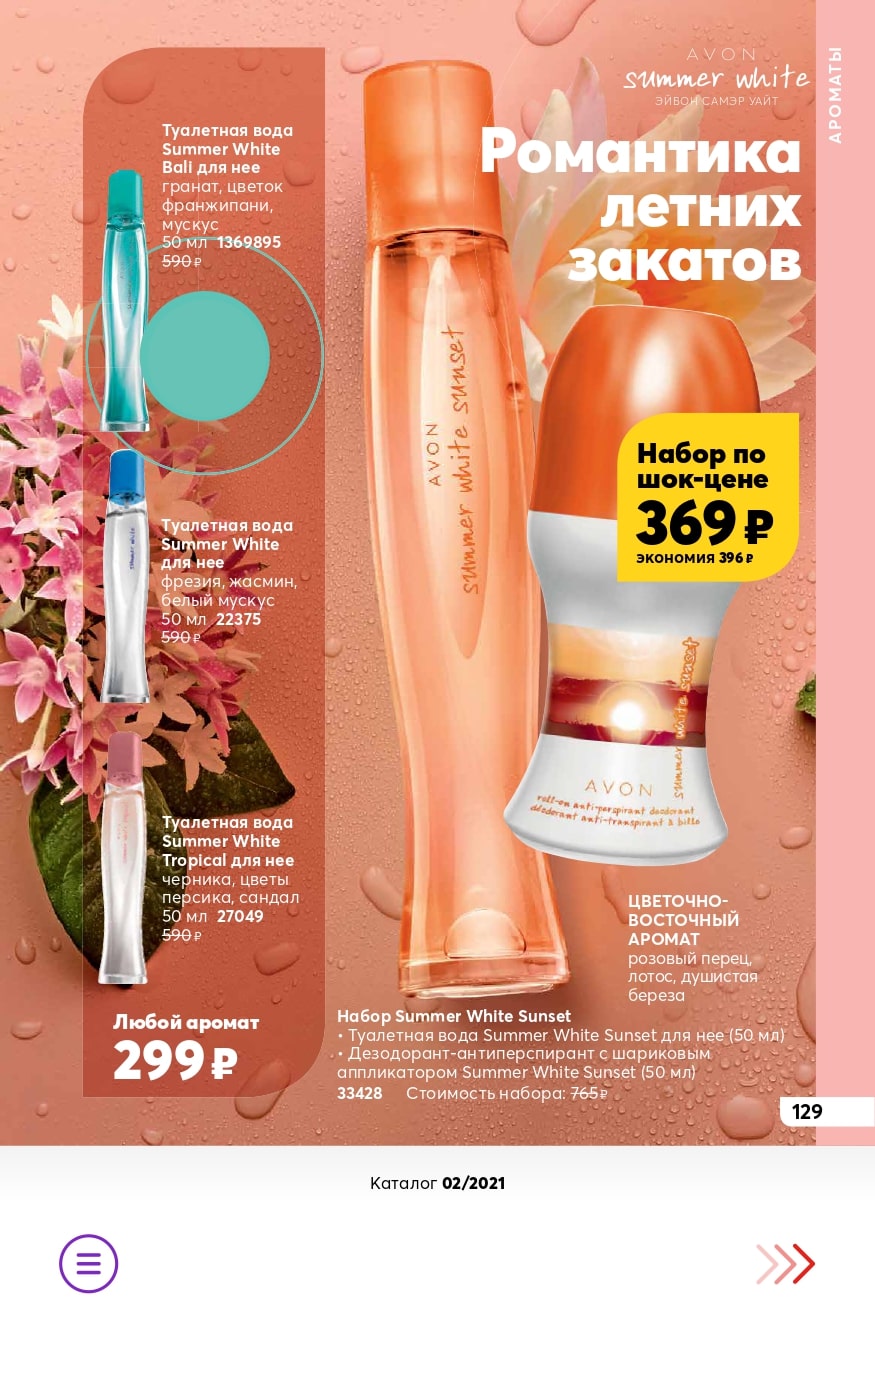 AVON
summer white
ЭЙВОН САМЭР УАЙТ
АРОМАТЫ
Романтика
летних
закатов
Туалетная вода
Summer White
Bali для нее
гранат, цветок
франжипани,
мускус
50 мл 1369895
590 ₽
Туалетная вода
Summer White
для нее
фрезия, жасмин,
белый мускус
50 мл 22375
590 ₽
Туалетная вода
Summer White
Tropical для нее
черника, цветы
персика, сандал
50 мл 27049
590 ₽
Любой аромат
299 ₽
summer white
AVON
summer white sunset
Набор по
шок-цене
369 ₽
экономия 396 ₽
summer white sunset
AVON
roll-on anti-perspirant deodorant
déodorant anti-transpirant à bille
ЦВЕТОЧНО-
ВОСТОЧНЫЙ
АРОМАТ
розовый перец,
лотос, душистая
береза
Набор Summer White Sunset
• Туалетная вода Summer White Sunset для нее (50 мл)
• Дезодорант-антиперспирант с шариковым
аппликатором Summer White Sunset (50 мл)
33428 Стоимость набора: 765 ₽
129
Каталог 02/2021